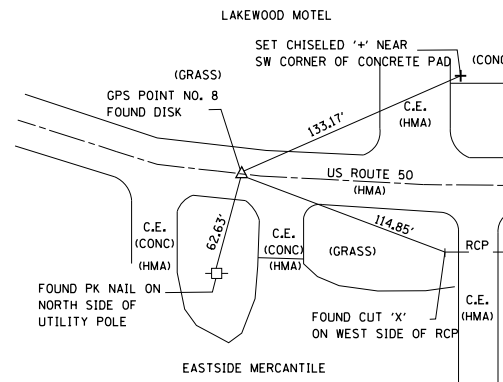 LAKEWOOD MOTEL
SET CHISELED '+' NEAR
SW CORNER OF CONCRETE PAD
(CONC
(GRASS)
GPS POINT NO. 8
FOUND DISK
C.E.
(HMA)
133.17'
US ROUTE 50
(HMA)
62.63'
114.85'
C.E.
(CONC)
(HMA)
C.E.
(CONC)
(HMA)
(GRASS)
RCP
FOUND PK NAIL ON
NORTH SIDE OF
UTILITY POLE
FOUND CUT 'X'
ON WEST SIDE OF RCP
C.E.
(HMA)
EASTSIDE MERCANTILE